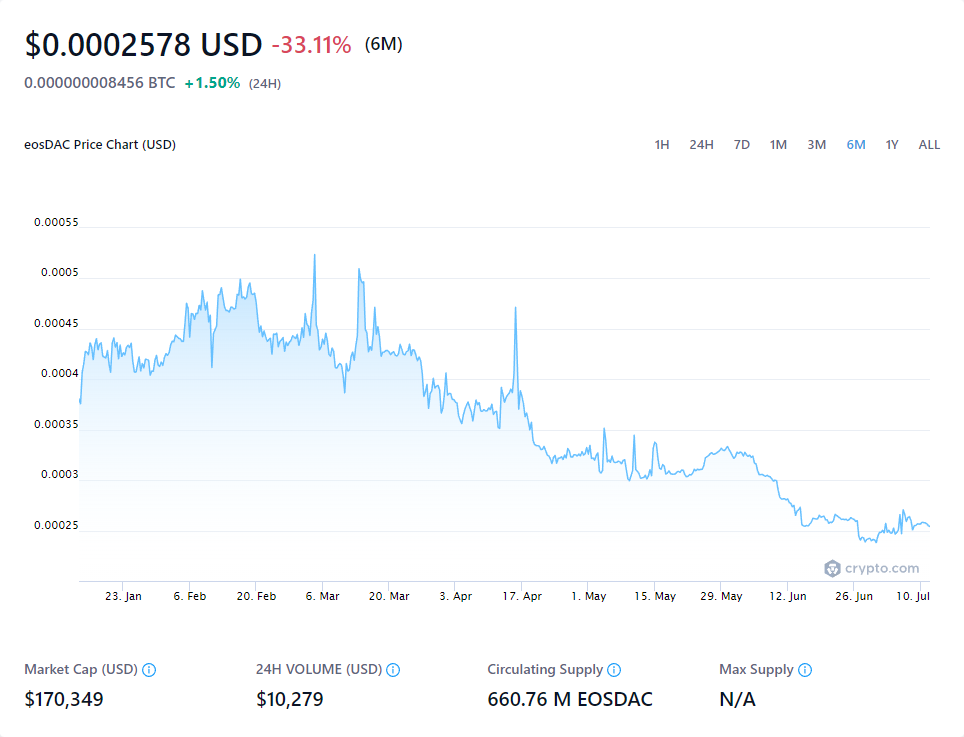 $0.0002578 USD -33.11% (6M)
0.000000008456 BTC +1.50% (24H)
eosDAC Price Chart (USD)
1H 24H 7D 1M 3M 6M 1Y ALL
0.00055
0.0005
0.00045
0.0004
0.00035
0.0003
0.00025
crypto.com
23. Jan 6. Feb 20. Feb 6. Mar 20. Mar 3. Apr 17. Apr 1. May 15. May 29. May 12. Jun 26. Jun 10. Jul
Market Cap (USD) 24H VOLUME (USD) Circulating Supply Max Supply
$170,349 $10,279 660.76 M EOSDAC N/A